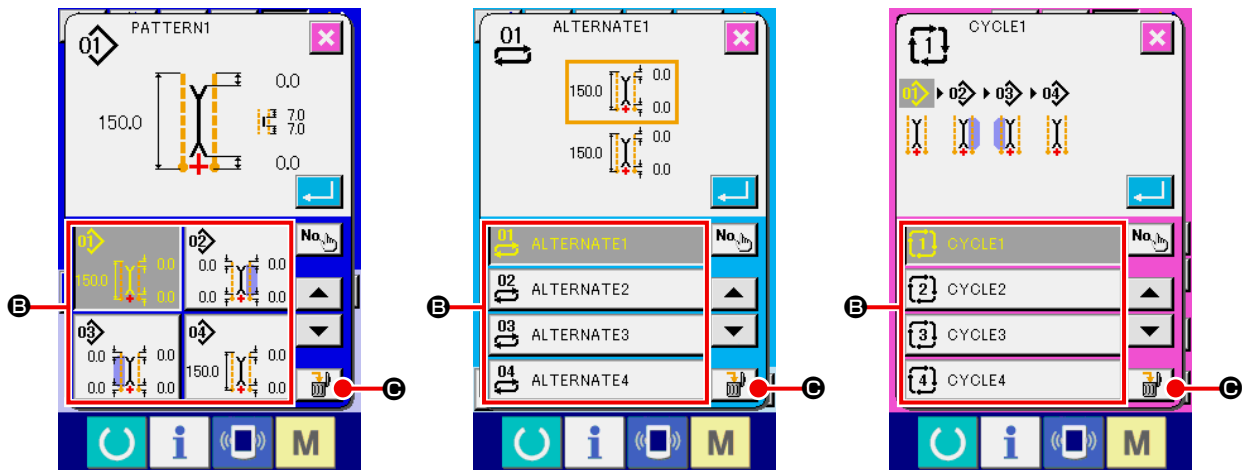 PATTERN1
01
150.0
0.0
7.0
7.0
0.0
01
150.0
0.0
0.0
02
0.0
0.0
0.0
0.0
No.
03
0.0
0.0
0.0
0.0
04
150.0
0.0
0.0
B
C
i
M
ALTERNATE1
01
150.0
0.0
0.0
150.0
0.0
0.0
01 ALTERNATE1
No.
02 ALTERNATE2
03 ALTERNATE3
04 ALTERNATE4
B
C
i
M
CYCLE1
1
01 02 03 04
1 CYCLE1
No.
2 CYCLE2
3 CYCLE3
4 CYCLE4
B
C
i
M